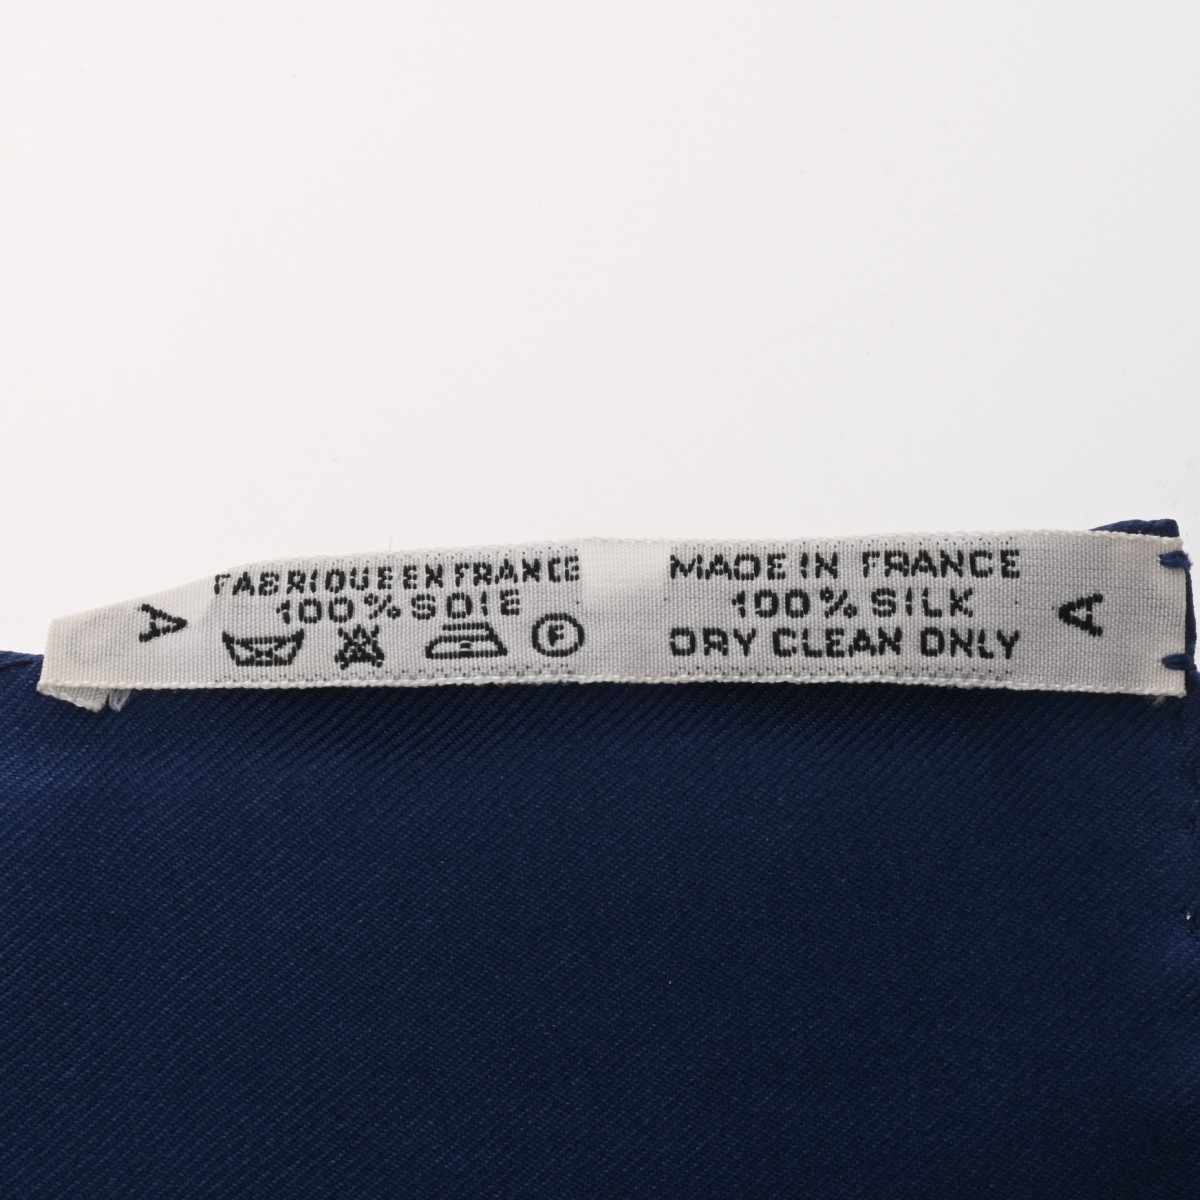 A
FABRIQUE EN FRANCE
100% SOIE
F
MADE IN FRANCE
100% SILK
DRY CLEAN ONLY
A